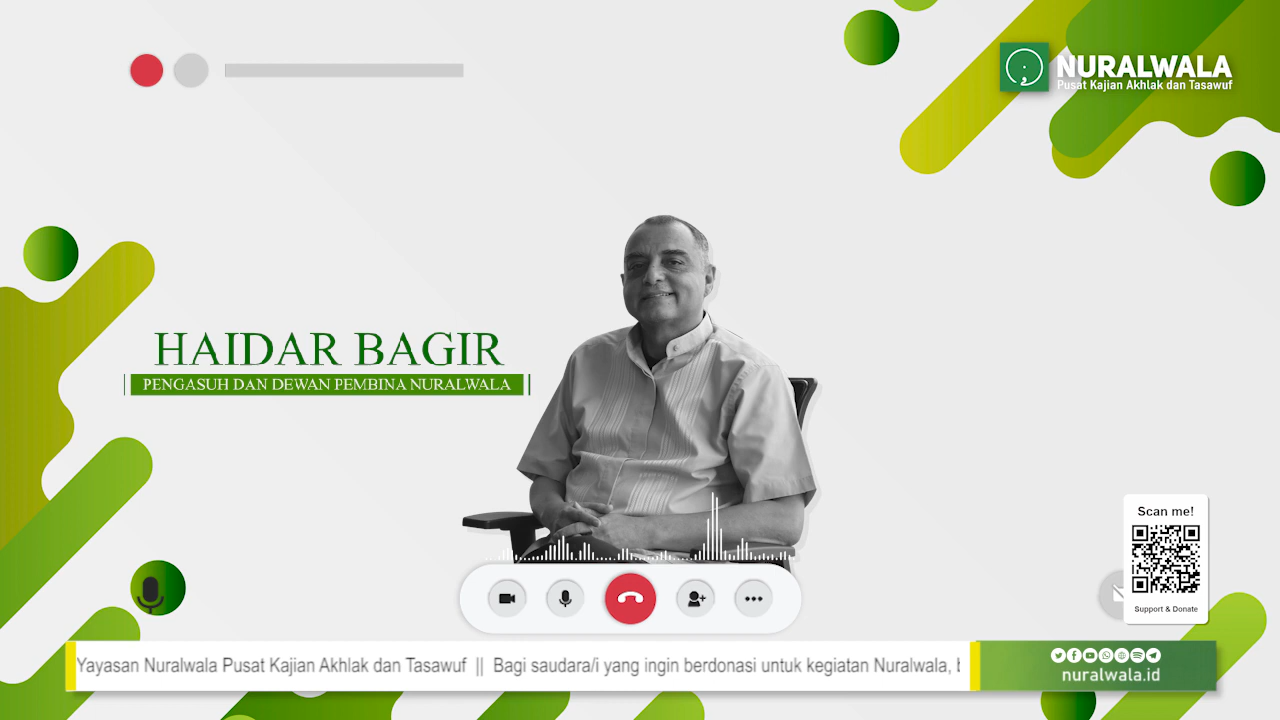 NURALWALA
Pusat Kajian Akhlak dan Tasawuf
HAIDAR BAGIR
PENGASUH DAN DEWAN PEMBINA NURALWALA
Scan me!
Support & Donate
Yayasan Nuralwala Pusat Kajian Akhlak dan Tasawuf || Bagi saudara/i yang ingin berdonasi untuk kegiatan Nuralwala,
nuralwala.id